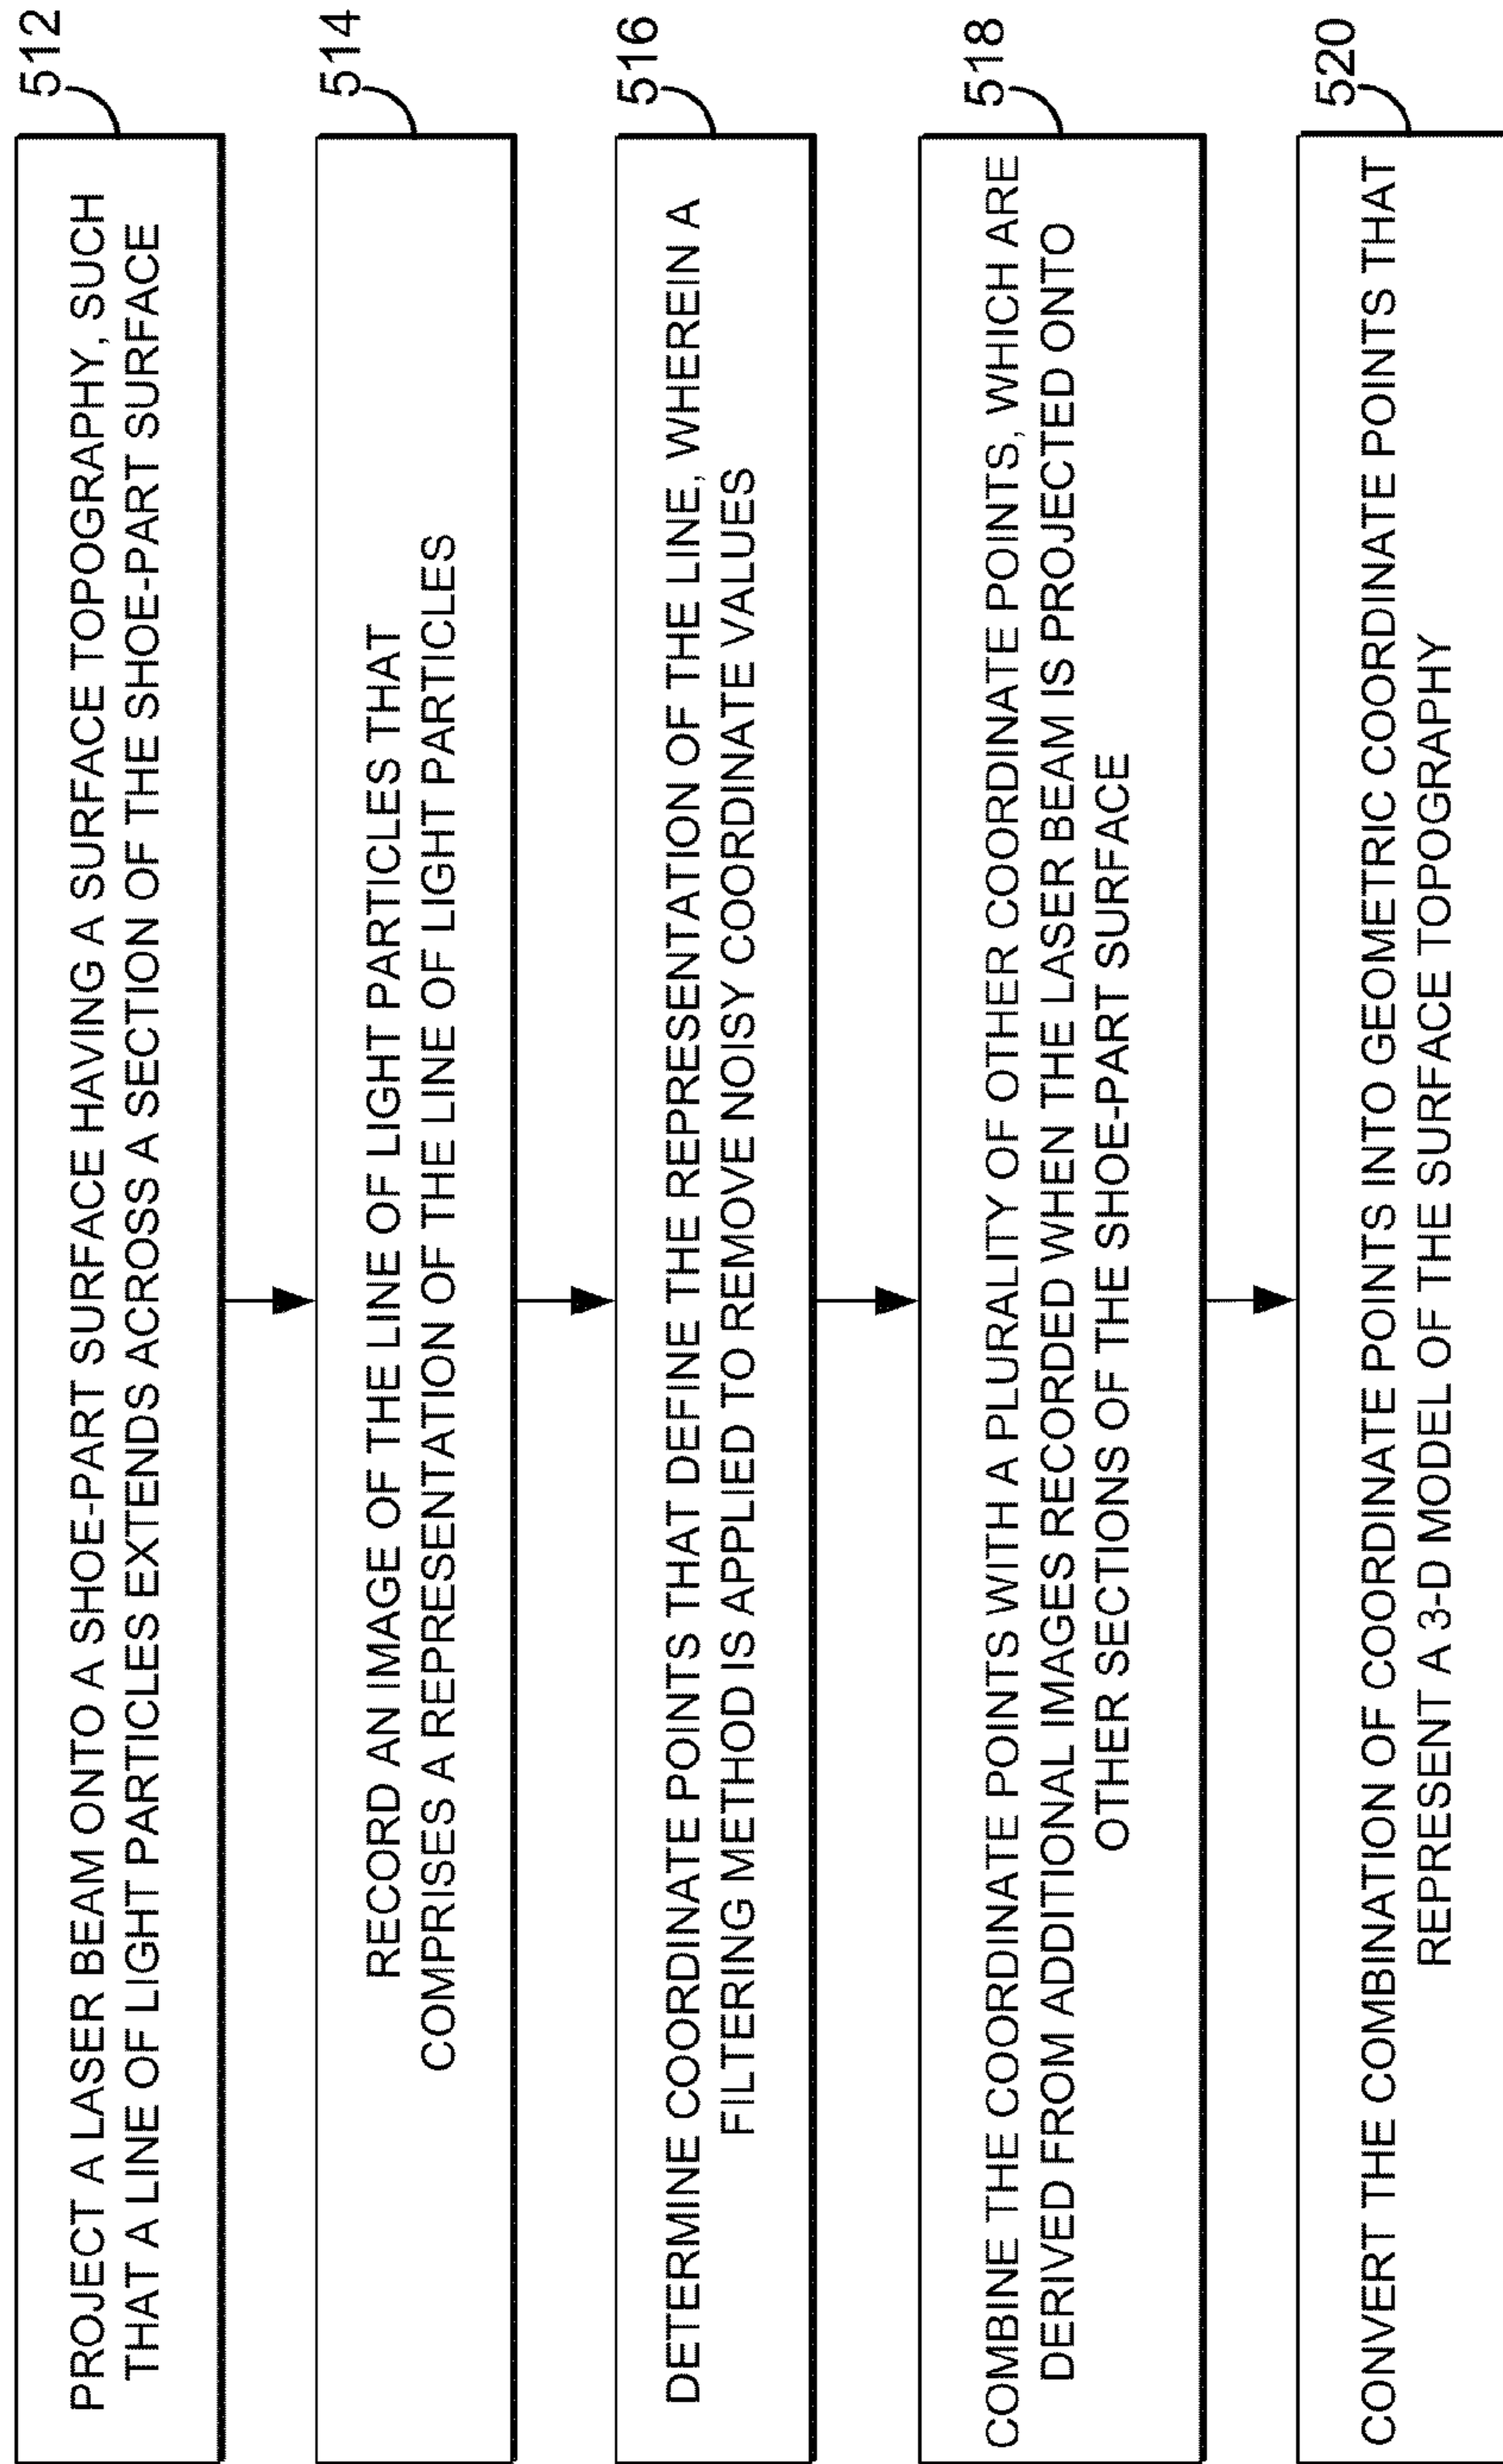 512
PROJECT A LASER BEAM ONTO A SHOE-PART SURFACE HAVING A SURFACE TOPOGRAPHY, SUCH
THAT A LINE OF LIGHT PARTICLES EXTENDS ACROSS A SECTION OF THE SHOE-PART SURFACE
514
RECORD AN IMAGE OF THE LINE OF LIGHT PARTICLES THAT
COMPRISES A REPRESENTATION OF THE LINE OF LIGHT PARTICLES
516
DETERMINE COORDINATE POINTS THAT DEFINE THE REPRESENTATION OF THE LINE, WHEREIN A
FILTERING METHOD IS APPLIED TO REMOVE NOISY COORDINATE VALUES
518
COMBINE THE COORDINATE POINTS WITH A PLURALITY OF OTHER COORDINATE POINTS, WHICH ARE
DERIVED FROM ADDITIONAL IMAGES RECORDED WHEN THE LASER BEAM IS PROJECTED ONTO
OTHER SECTIONS OF THE SHOE-PART SURFACE
520
CONVERT THE COMBINATION OF COORDINATE POINTS INTO GEOMETRIC COORDINATE POINTS THAT
REPRESENT A 3-D MODEL OF THE SURFACE TOPOGRAPHY